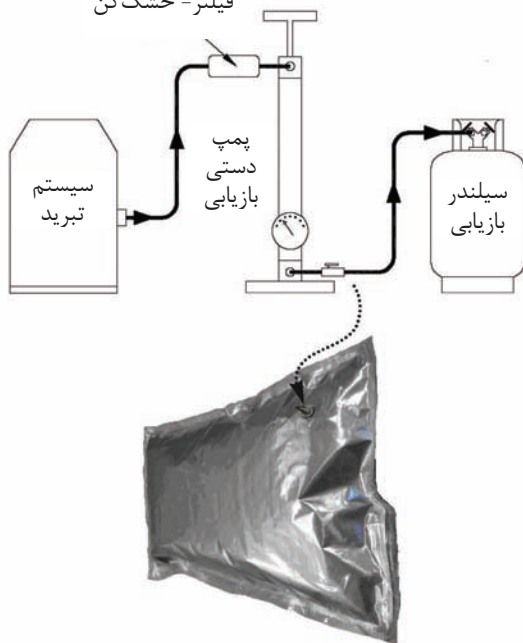 فیلتر- خشک‌کن
پمپ
دستی
بازیابی
سیستم
تبرید
سیلندر
بازیابی